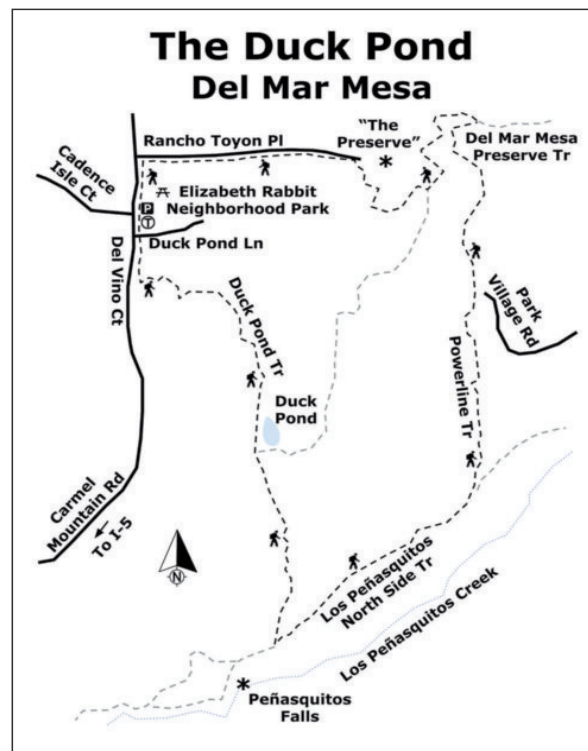 The Duck Pond
Del Mar Mesa
Rancho Toyon Pl
“The
Preserve”
Del Mar Mesa
Preserve Tr
Cadence
Isle Ct
Elizabeth Rabbit
Neighborhood Park
P
T
Duck Pond Ln
Del Vino Ct
Duck Pond Tr
Park
Village Rd
Powerline Tr
Duck
Pond
Carmel
Mountain Rd
To I-5
N
Los Peñasquitos
North Side Tr
Los Peñasquitos Creek
Peñasquitos
Falls